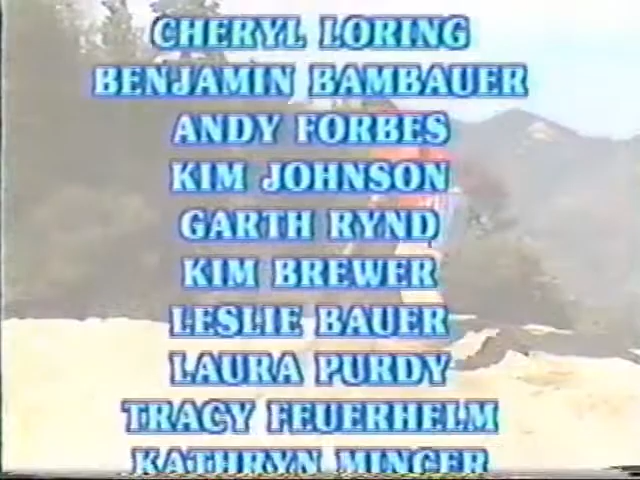 CHERYL LORING
BENJAMIN BAMBAUER
ANDY FORBES
KIM JOHNSON
GARTH RYND
KIM BREWER
LESLIE BAUER
LAURA PURDY
TRACY FEUERHELM
KATHRYN MINGER